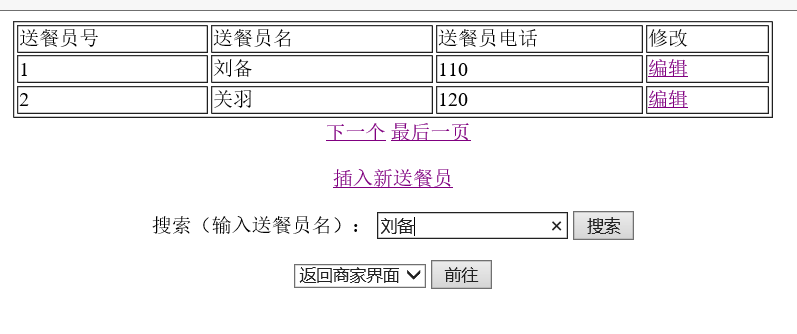 送餐员号 送餐员名 送餐员电话 修改
1 刘备 110 编辑
2 关羽 120 编辑
下一个 最后一页
插入新送餐员
搜索（输入送餐员名）： 刘备 × 搜索
返回商家界面 前往